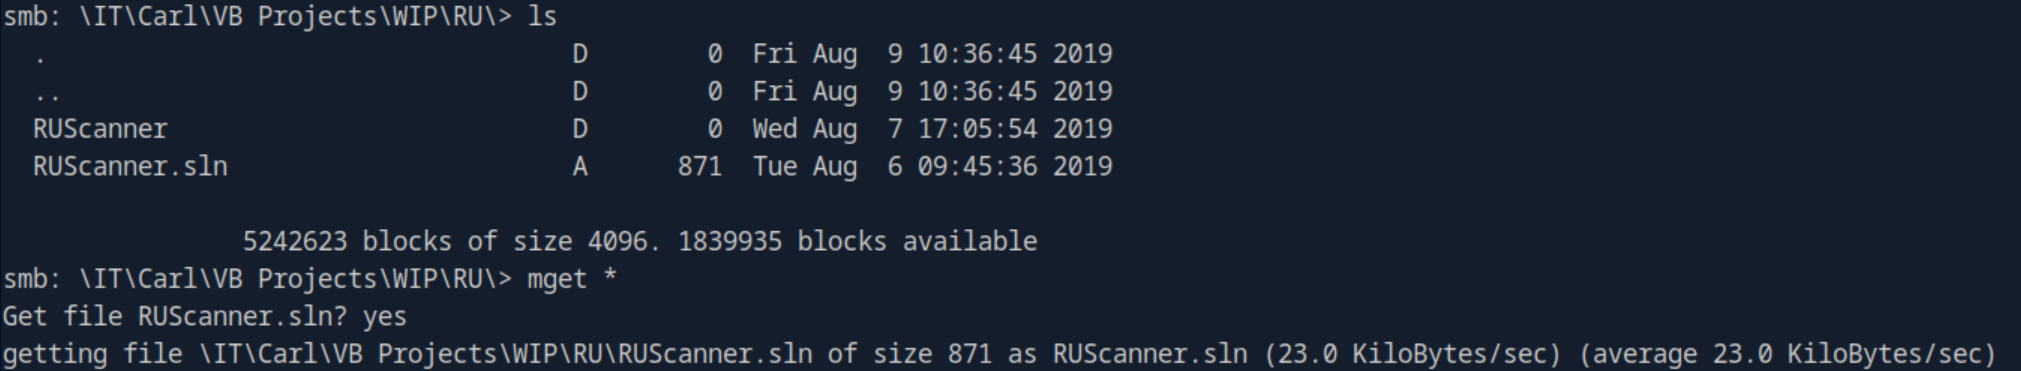 smb: \IT\Carl\VB Projects\WIP\RU\> ls
  .                                   D        0  Fri Aug  9 10:36:45 2019
  ..                                  D        0  Fri Aug  9 10:36:45 2019
  RUScanner                           D        0  Wed Aug  7 17:05:54 2019
  RUScanner.sln                       A      871  Tue Aug  6 09:45:36 2019
                5242623 blocks of size 4096. 1839935 blocks available
smb: \IT\Carl\VB Projects\WIP\RU\> mget *
Get file RUScanner.sln? yes
getting file \IT\Carl\VB Projects\WIP\RU\RUScanner.sln of size 871 as RUScanner.sln (23.0 KiloBytes/sec) (average 23.0 KiloBytes/sec)